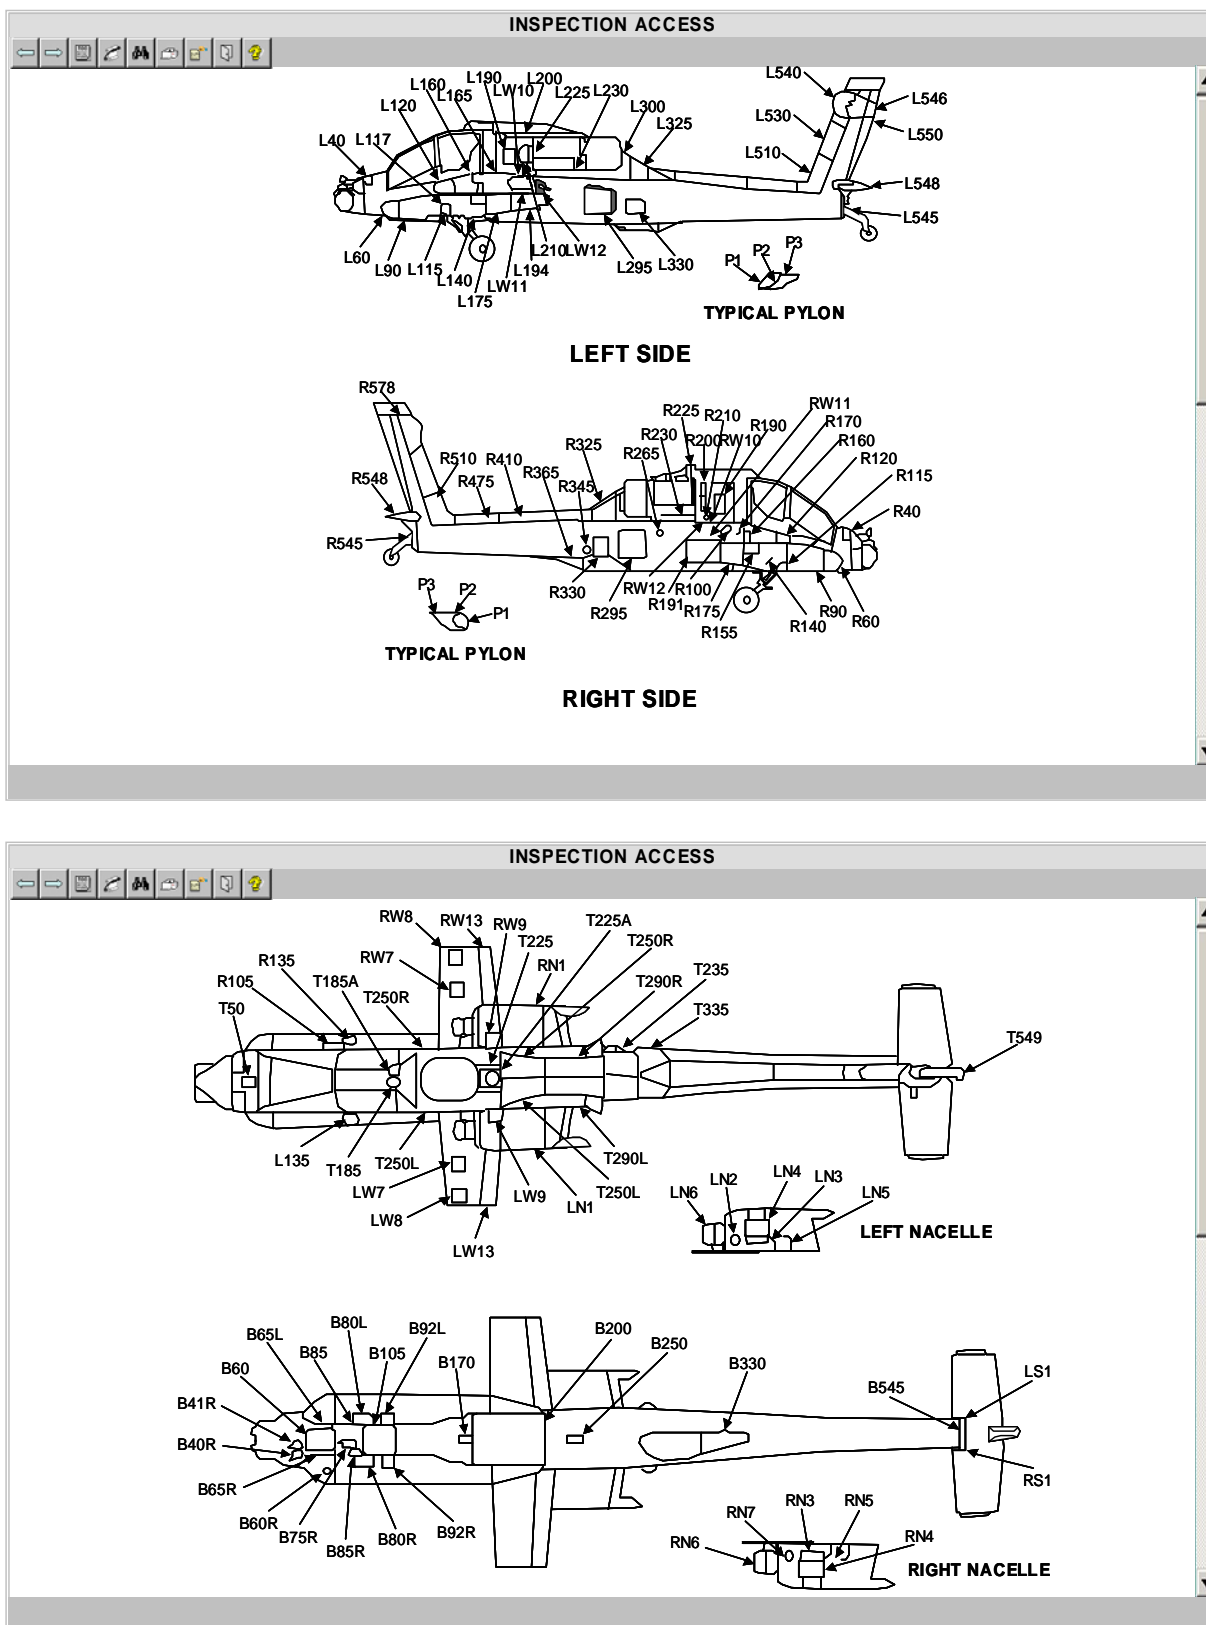 INSPECTION ACCESS
L540
L190
L200
L160
LW10
L165
L225
L230
L546
L120
L300
L530
L325
L550
L117
L40
L510
L548
L545
L60
L90
L115
L140
L175
LW11
L194
L210
LW12
L295
L330
P1
P2
P3
TYPICAL PYLON
LEFT SIDE
R578
RW11
R225
R210
R170
R190
R230
R200
RW10
R160
R325
R265
R120
R510
R410
R365
R115
R548
R475
R345
R40
R545
R330
RW12
R100
P3
P2
R295
R191
R175
R90
P1
R155
R140
R60
TYPICAL PYLON
RIGHT SIDE
INSPECTION ACCESS
RW8
RW13
RW9
T225A
T225
T250R
RW7
R135
RN1
T235
R105
T185A
T290R
T250R
T50
T335
T549
L135
T185
T250L
T290L
LW7
LW9
LN1
T250L
LW8
LW13
LN6
LN2
LN4
LN3
LN5
LEFT NACELLE
B80L
B65L
B92L
B200
B85
B105
B250
B60
B170
B330
LS1
B41R
B545
B40R
B65R
RS1
B60R
B75R
B85R
B80R
B92R
RN3
RN5
RN7
RN6
RN4
RIGHT NACELLE